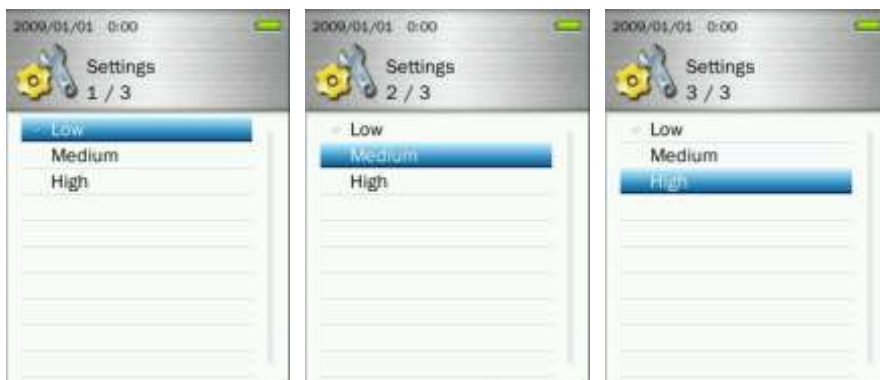 2009/01/01 0:00
Settings
1 / 3
Low
Medium
High
2009/01/01 0:00
Settings
2 / 3
Low
Medium
High
2009/01/01 0:00
Settings
3 / 3
Low
Medium
High